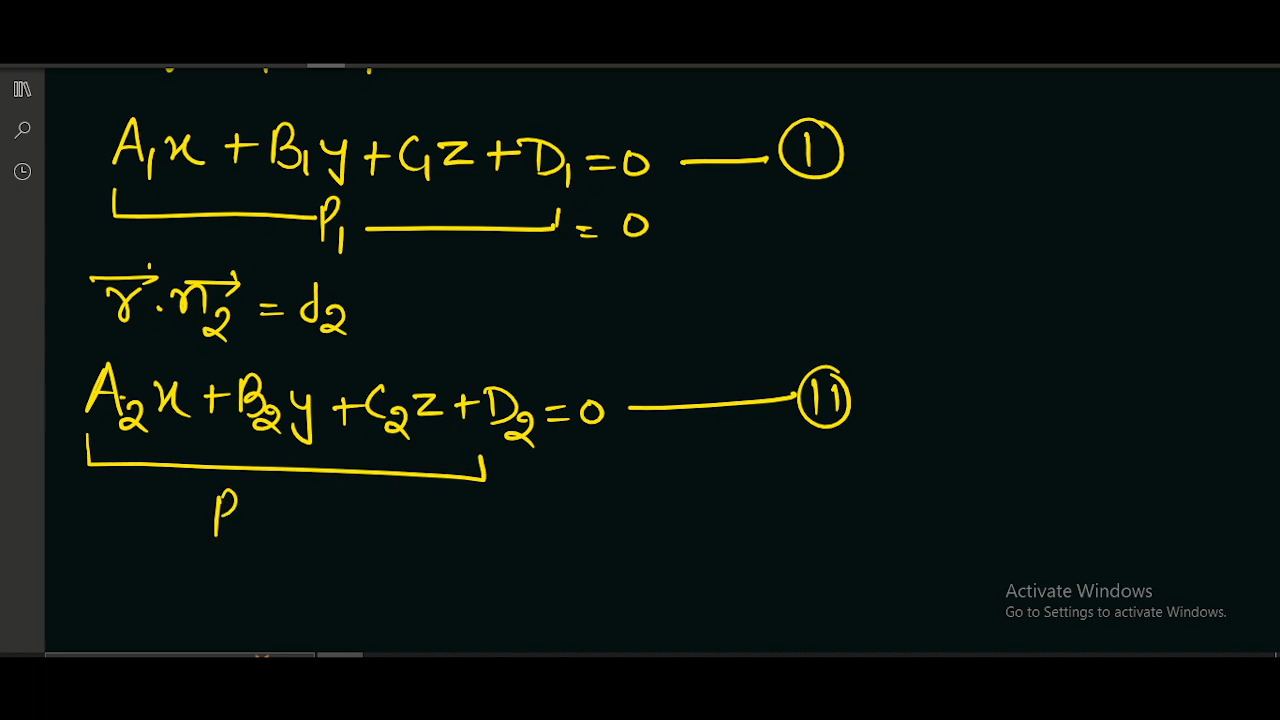 A₁x + B₁y + C₁z + D₁ = 0 —— ①
P₁ = 0
r⃗ . n⃗₂ = d₂
A₂x + B₂y + C₂z + D₂ = 0 —— ⑪
P
Activate Windows
Go to Settings to activate Windows.